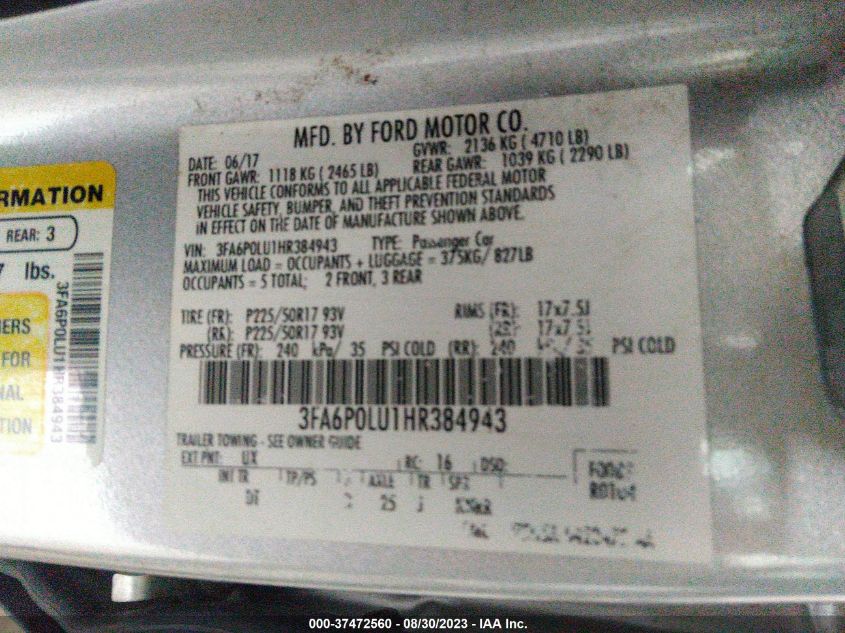 MFD. BY FORD MOTOR CO.
DATE: 06/17 GVWR: 2136 KG ( 4710 LB)
FRONT GAWR: 1118 KG ( 2465 LB) REAR GAWR: 1039 KG ( 2290 LB)
THIS VEHICLE CONFORMS TO ALL APPLICABLE FEDERAL MOTOR
VEHICLE SAFETY, BUMPER, AND THEFT PREVENTION STANDARDS
IN EFFECT ON THE DATE OF MANUFACTURE SHOWN ABOVE.
VIN: 3FA6P0LU1HR384943 TYPE: Passenger Car
MAXIMUM LOAD = OCCUPANTS + LUGGAGE = 375KG/ 827LB
OCCUPANTS = 5 TOTAL; 2 FRONT, 3 REAR
TIRE (FR): P225/50R17 93V RIMS (FR): 17x7.5J
(RR): P225/50R17 93V 17x7.5J
PRESSURE (FR): 240 kPa/ 35 PSI COLD (RR): 240 kPa/ 35 PSI COLD
3FA6P0LU1HR384943
TRAILER TOWING - SEE OWNER GUIDE
EXT PNT: UX RC: 16 DSO:
INT TR TP/PS AXLE TR SPR
DT 25 J
RMATION
REAR: 3
7 lbs.
ERS
FOR
NAL
TION
3FA6P0LU1HR384943
000-37472560 - 08/30/2023 - IAA Inc.